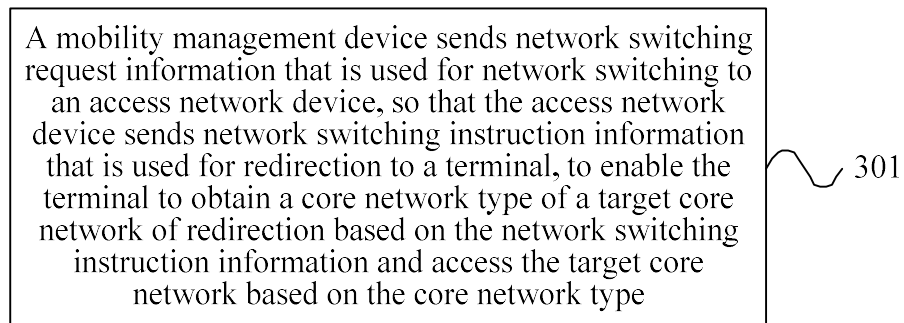 A mobility management device sends network switching
request information that is used for network switching to
an access network device, so that the access network
device sends network switching instruction information
that is used for redirection to a terminal, to enable the
terminal to obtain a core network type of a target core
network of redirection based on the network switching
instruction information and access the target core
network based on the core network type
301